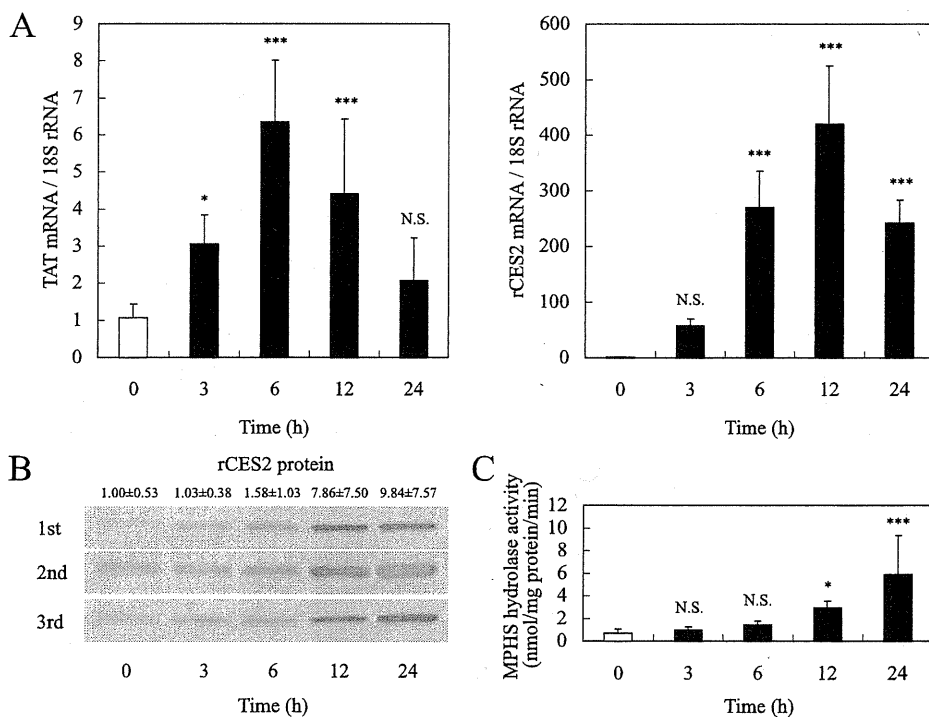 A
TAT mRNA / 18S rRNA
9
8
7
6
5
4
3
2
1
0
*
***
***
N.S.
0 3 6 12 24
Time (h)
rCES2 mRNA / 18S rRNA
600
500
400
300
200
100
0
N.S.
***
***
***
0 3 6 12 24
Time (h)
B
rCES2 protein
1.00±0.53 1.03±0.38 1.58±1.03 7.86±7.50 9.84±7.57
1st
2nd
3rd
0 3 6 12 24
Time (h)
C
MPHS hydrolase activity
(nmol/mg protein/min)
12
10
8
6
4
2
0
N.S.
N.S.
*
***
0 3 6 12 24
Time (h)